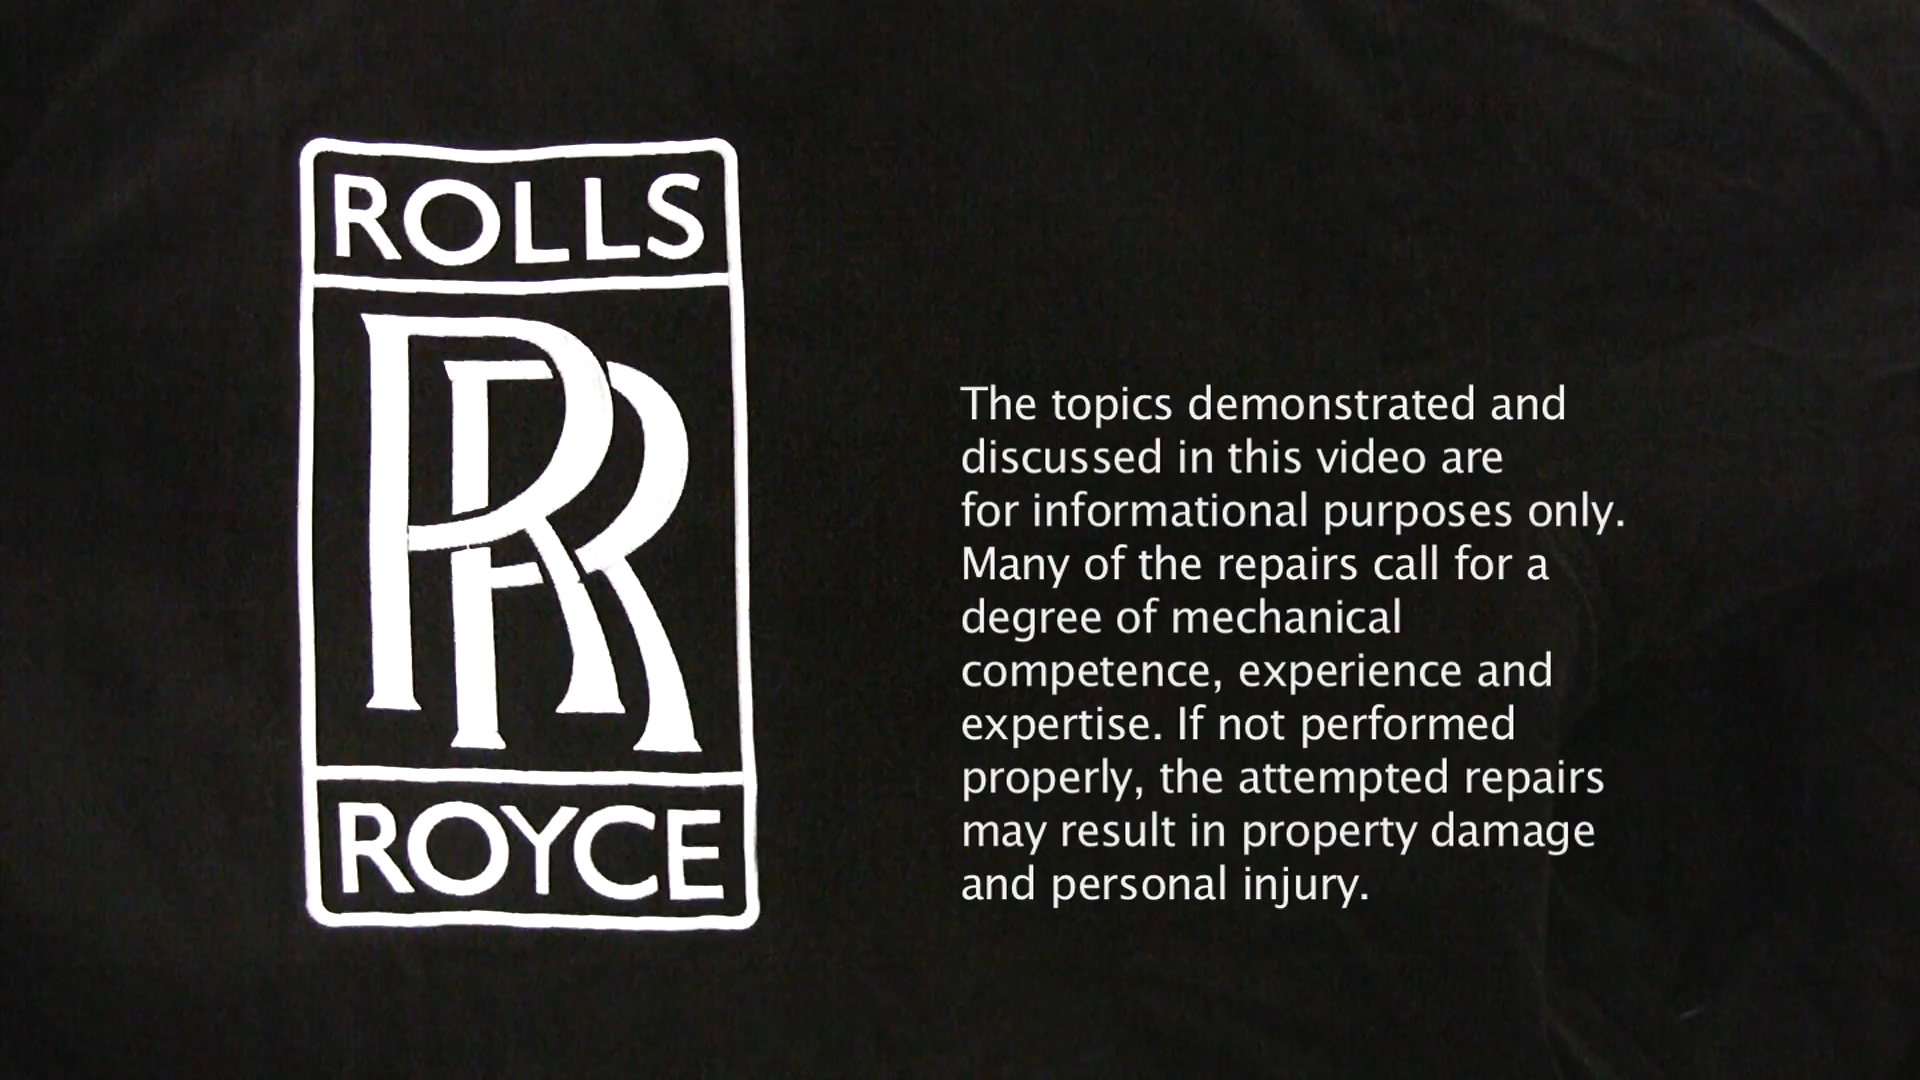 ROLLS
RR
ROYCE
The topics demonstrated and
discussed in this video are
for informational purposes only.
Many of the repairs call for a
degree of mechanical
competence, experience and
expertise. If not performed
properly, the attempted repairs
may result in property damage
and personal injury.